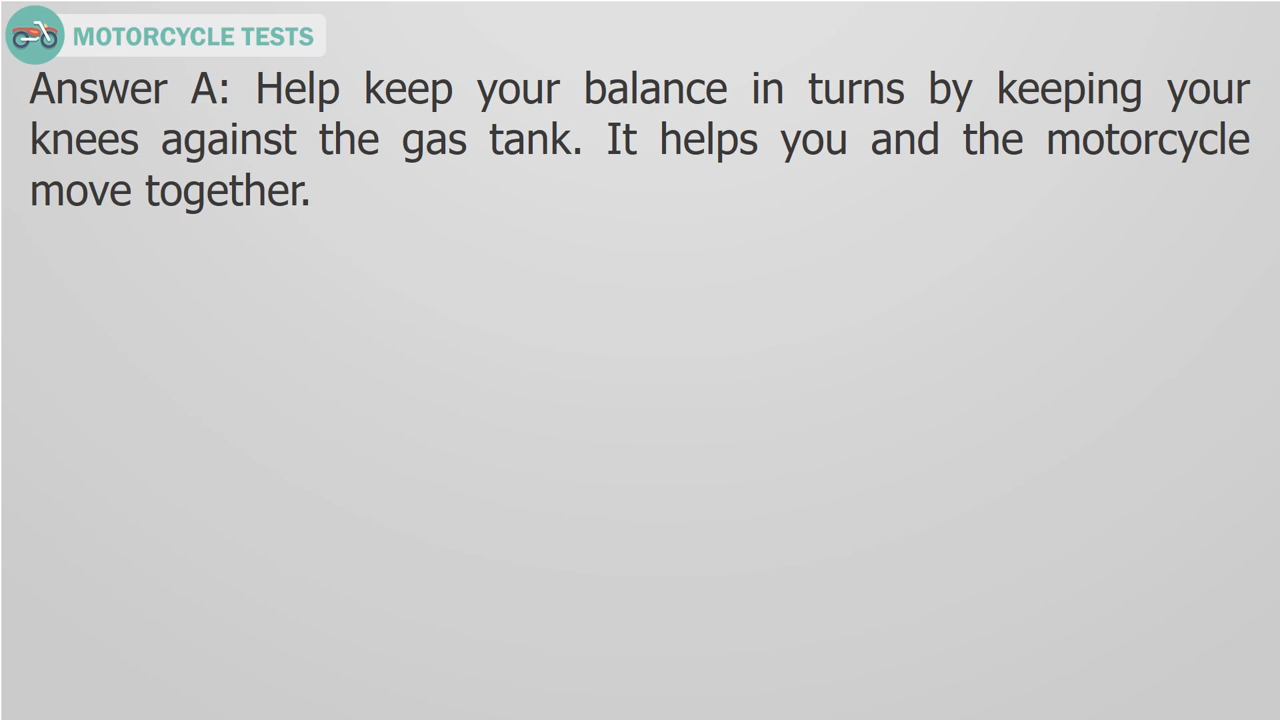 MOTORCYCLE TESTS
Answer A: Help keep your balance in turns by keeping your
knees against the gas tank. It helps you and the motorcycle
move together.